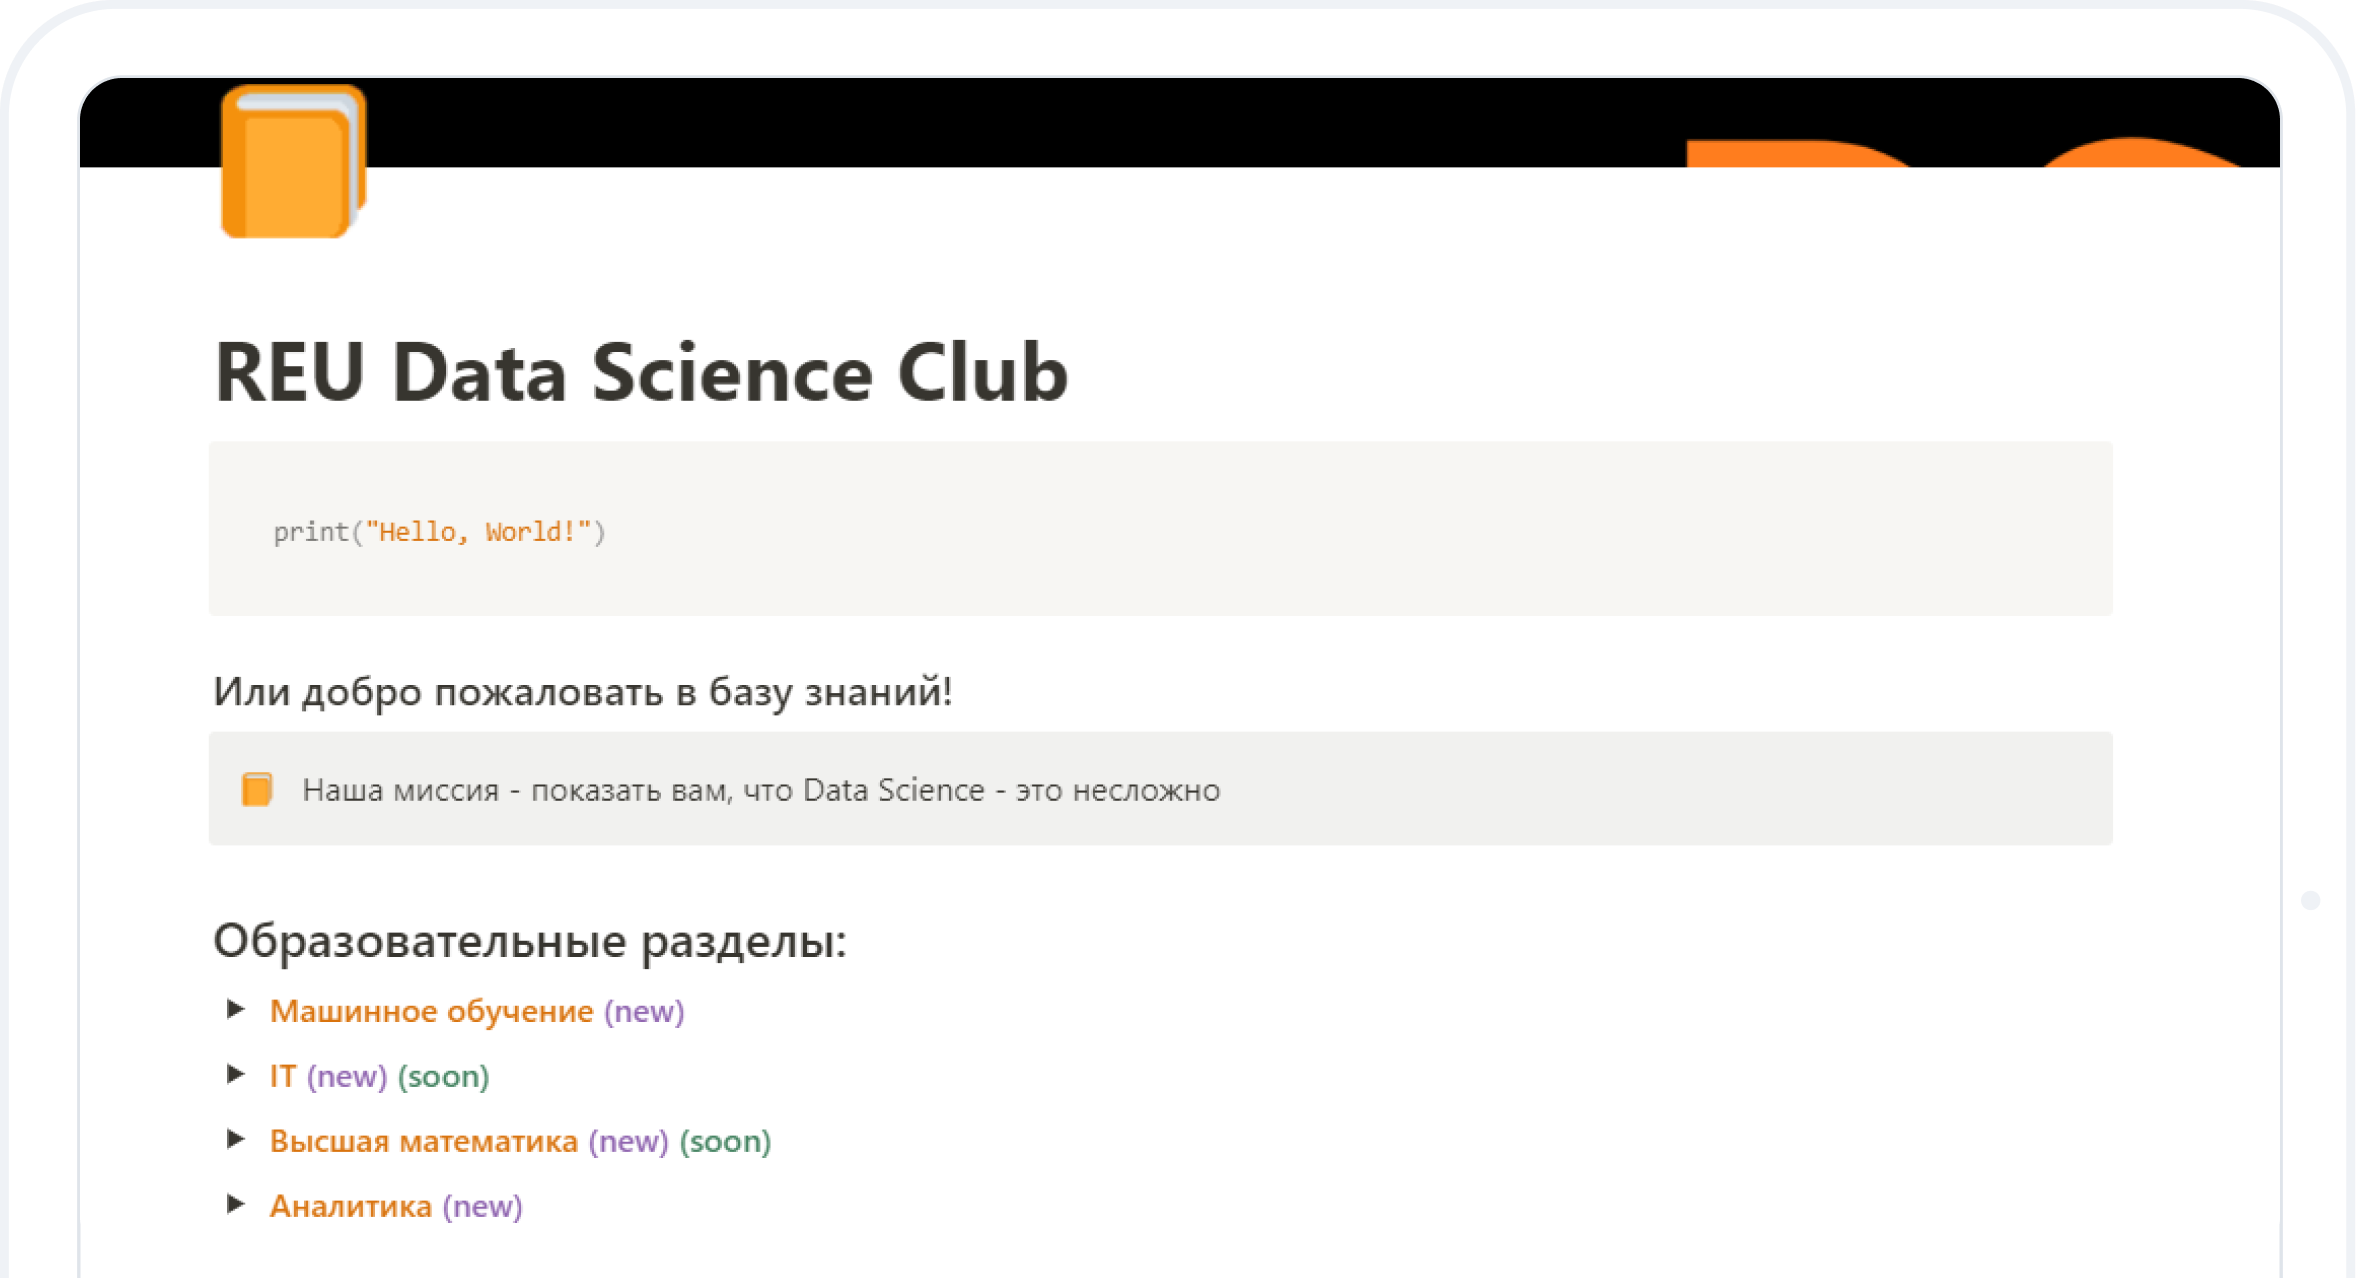 REU Data Science Club
print("Hello, World!")
Или добро пожаловать в базу знаний!
Наша миссия - показать вам, что Data Science - это несложно
Образовательные разделы:
Машинное обучение (new)
IT (new) (soon)
Высшая математика (new) (soon)
Аналитика (new)